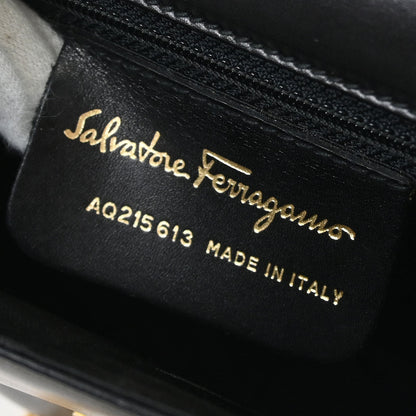 Salvatore Ferragamo
AQ215613 MADE IN ITALY